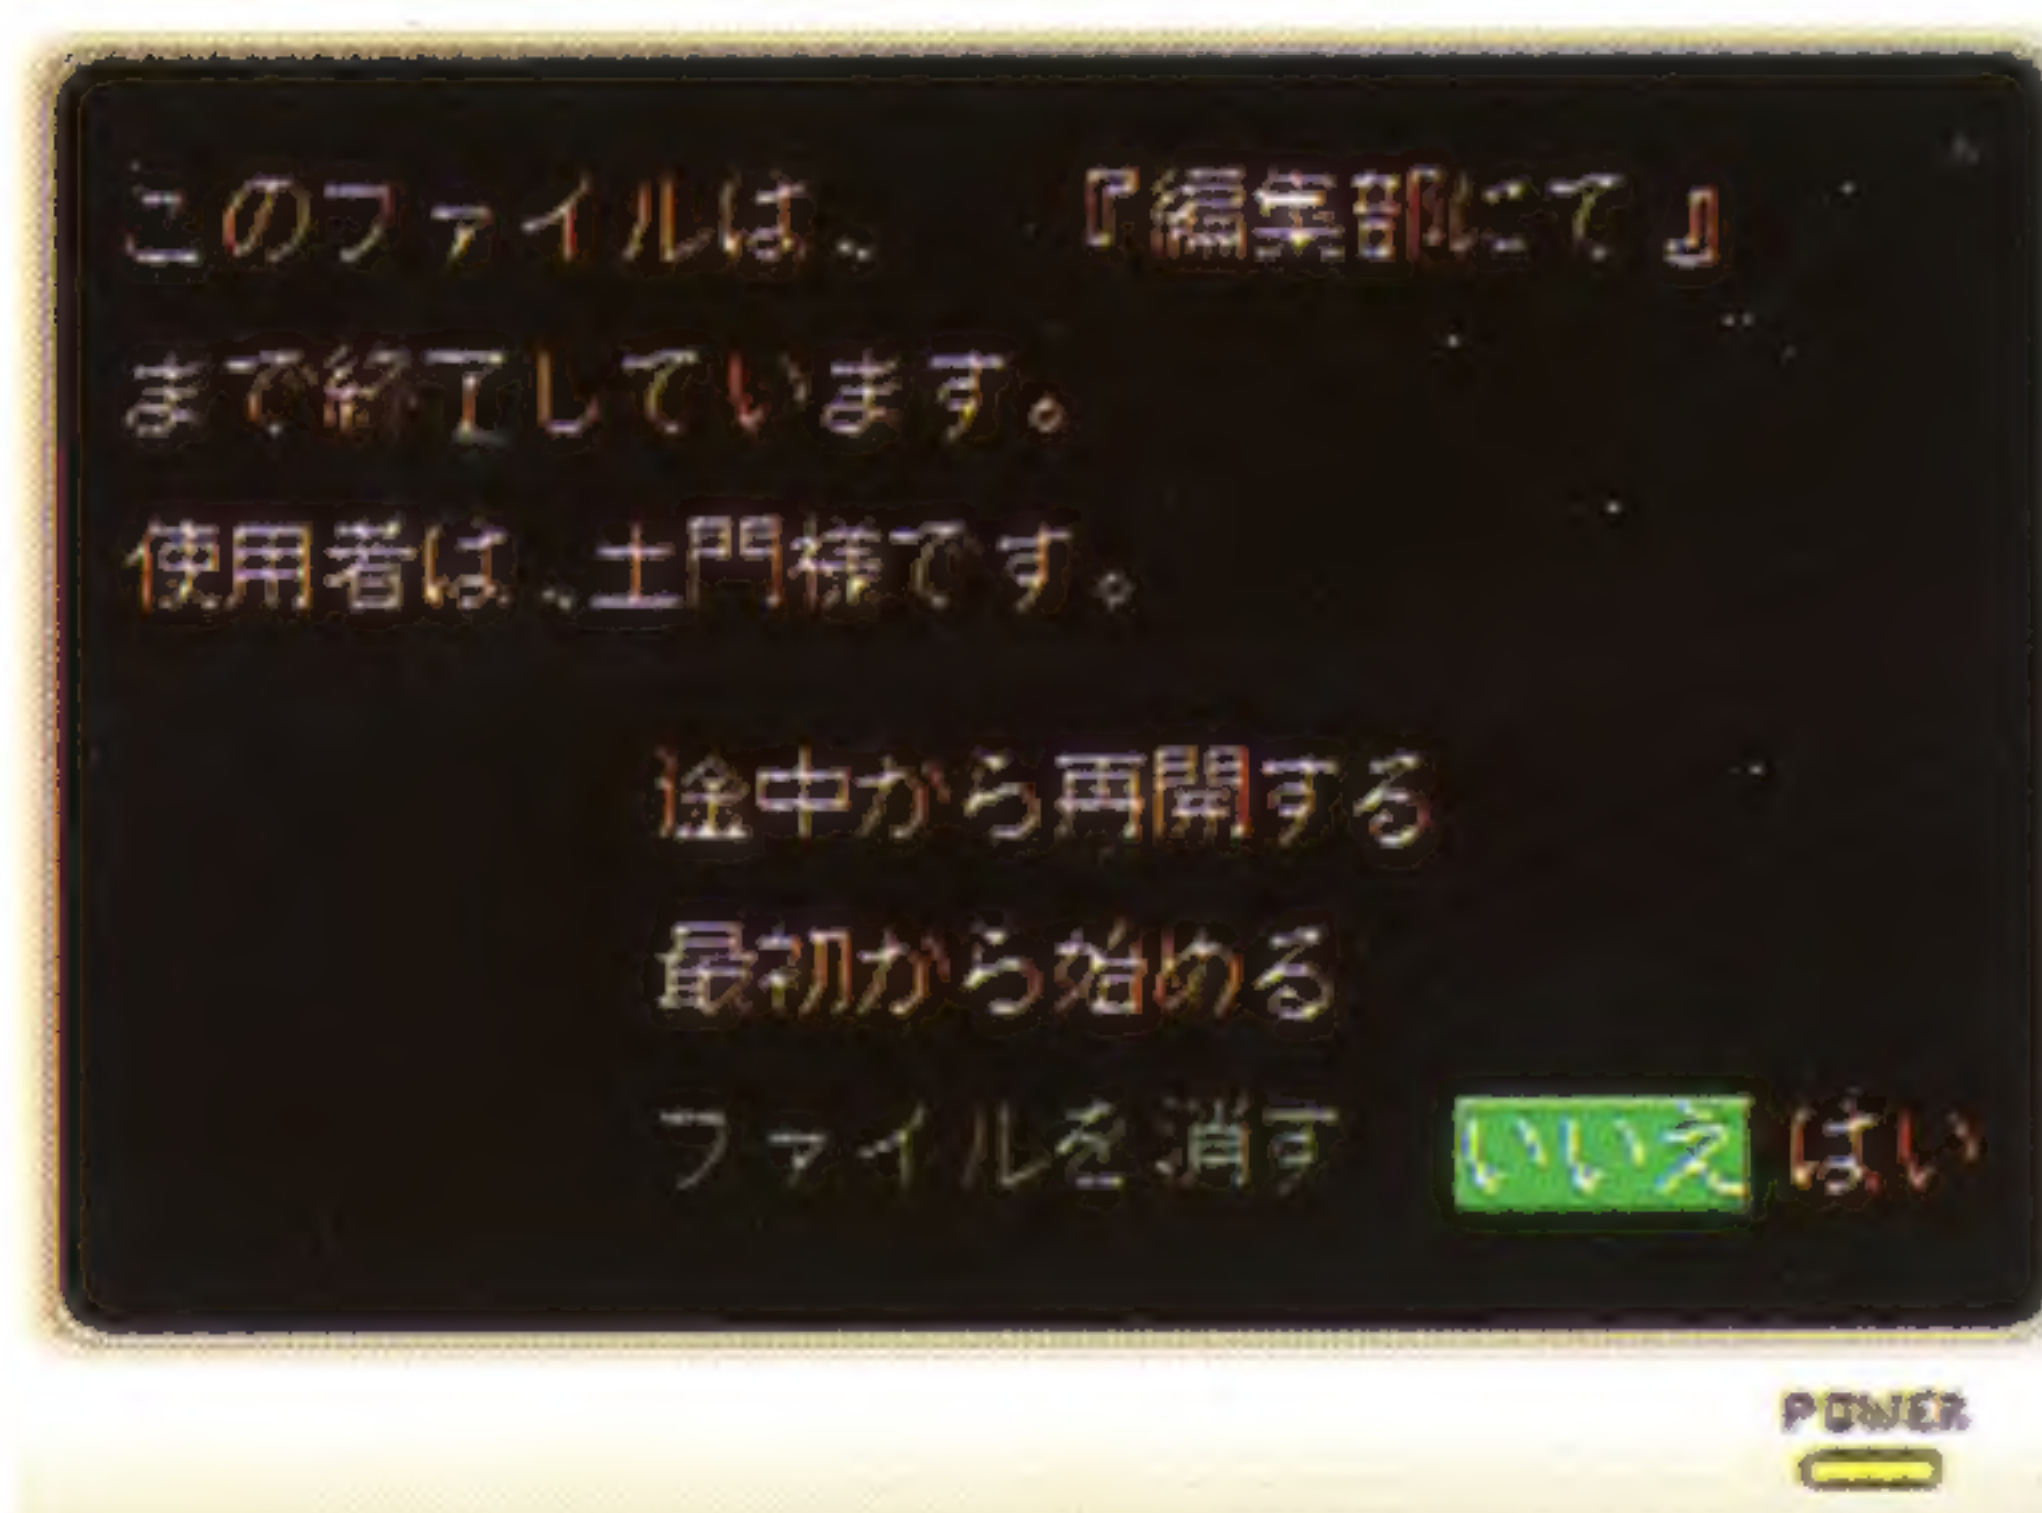 このファイルは、　『編集部にて』
まで終了しています。
使用者は、土門様です。
途中から再開する
最初から始める
ファイルを消す　いいえ　はい
POWER